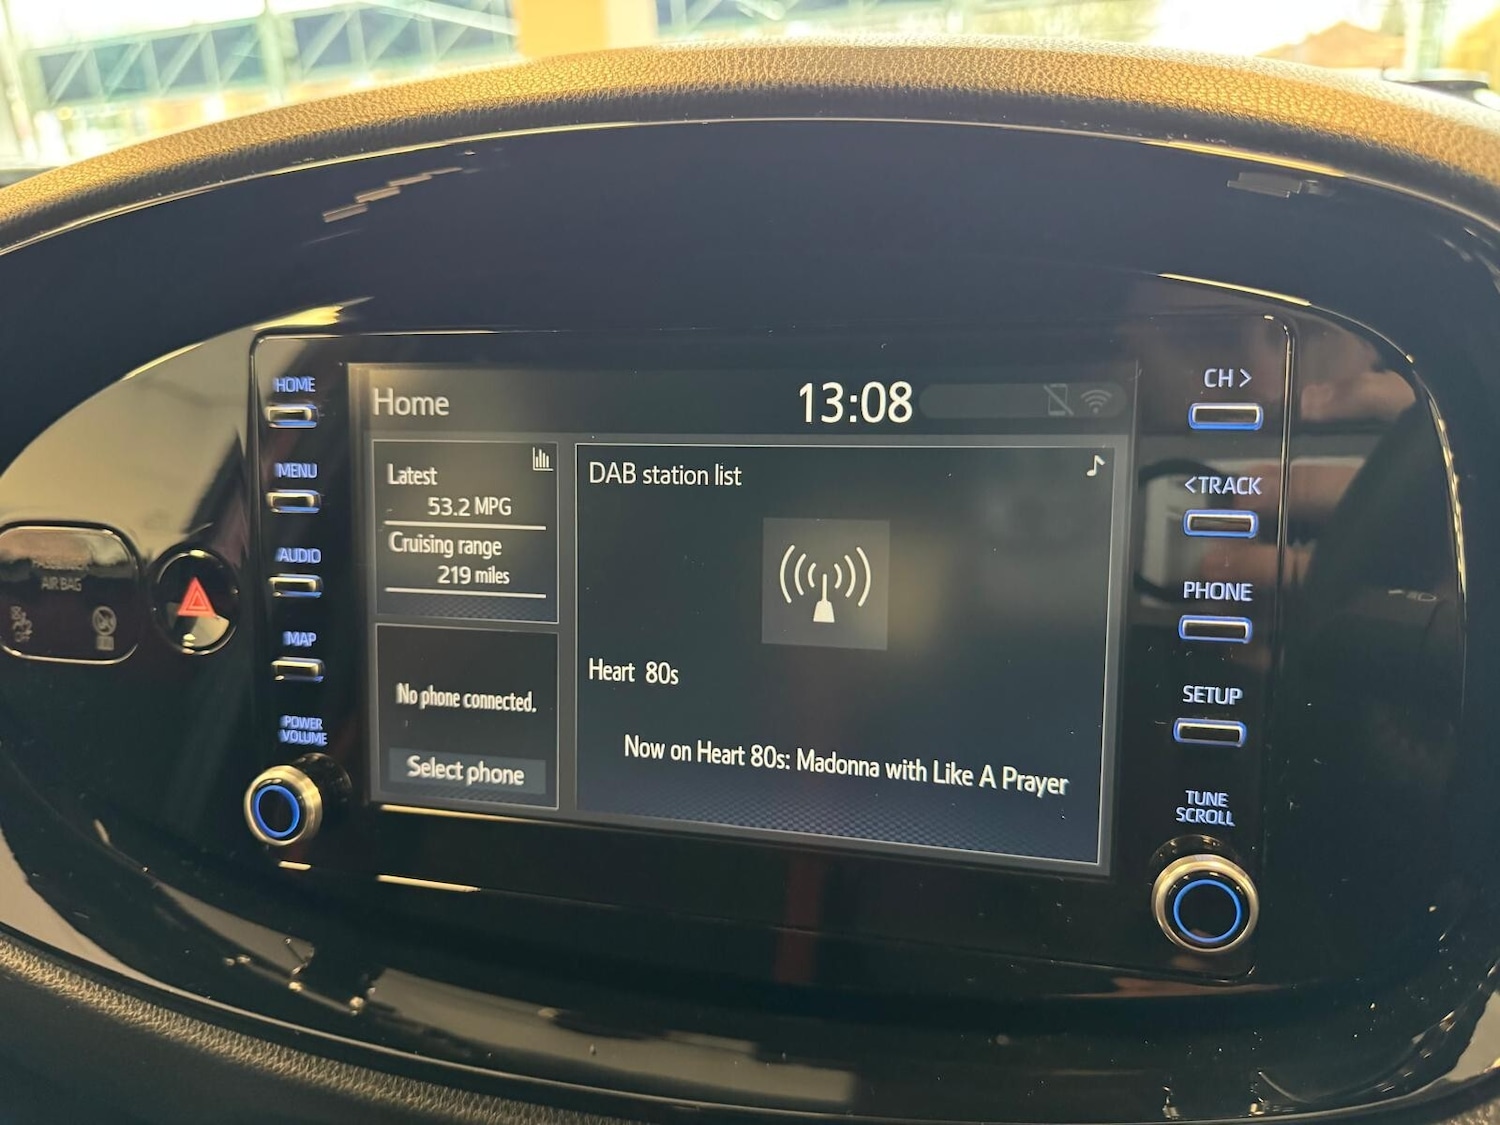 HOME
MENU
AUDIO
MAP
POWER
VOLUME
AIR BAG
Home
13:08
Latest
53.2 MPG
Cruising range
219 miles
No phone connected.
Select phone
DAB station list
Heart 80s
Now on Heart 80s: Madonna with Like A Prayer
CH >
<TRACK
PHONE
SETUP
TUNE
SCROLL